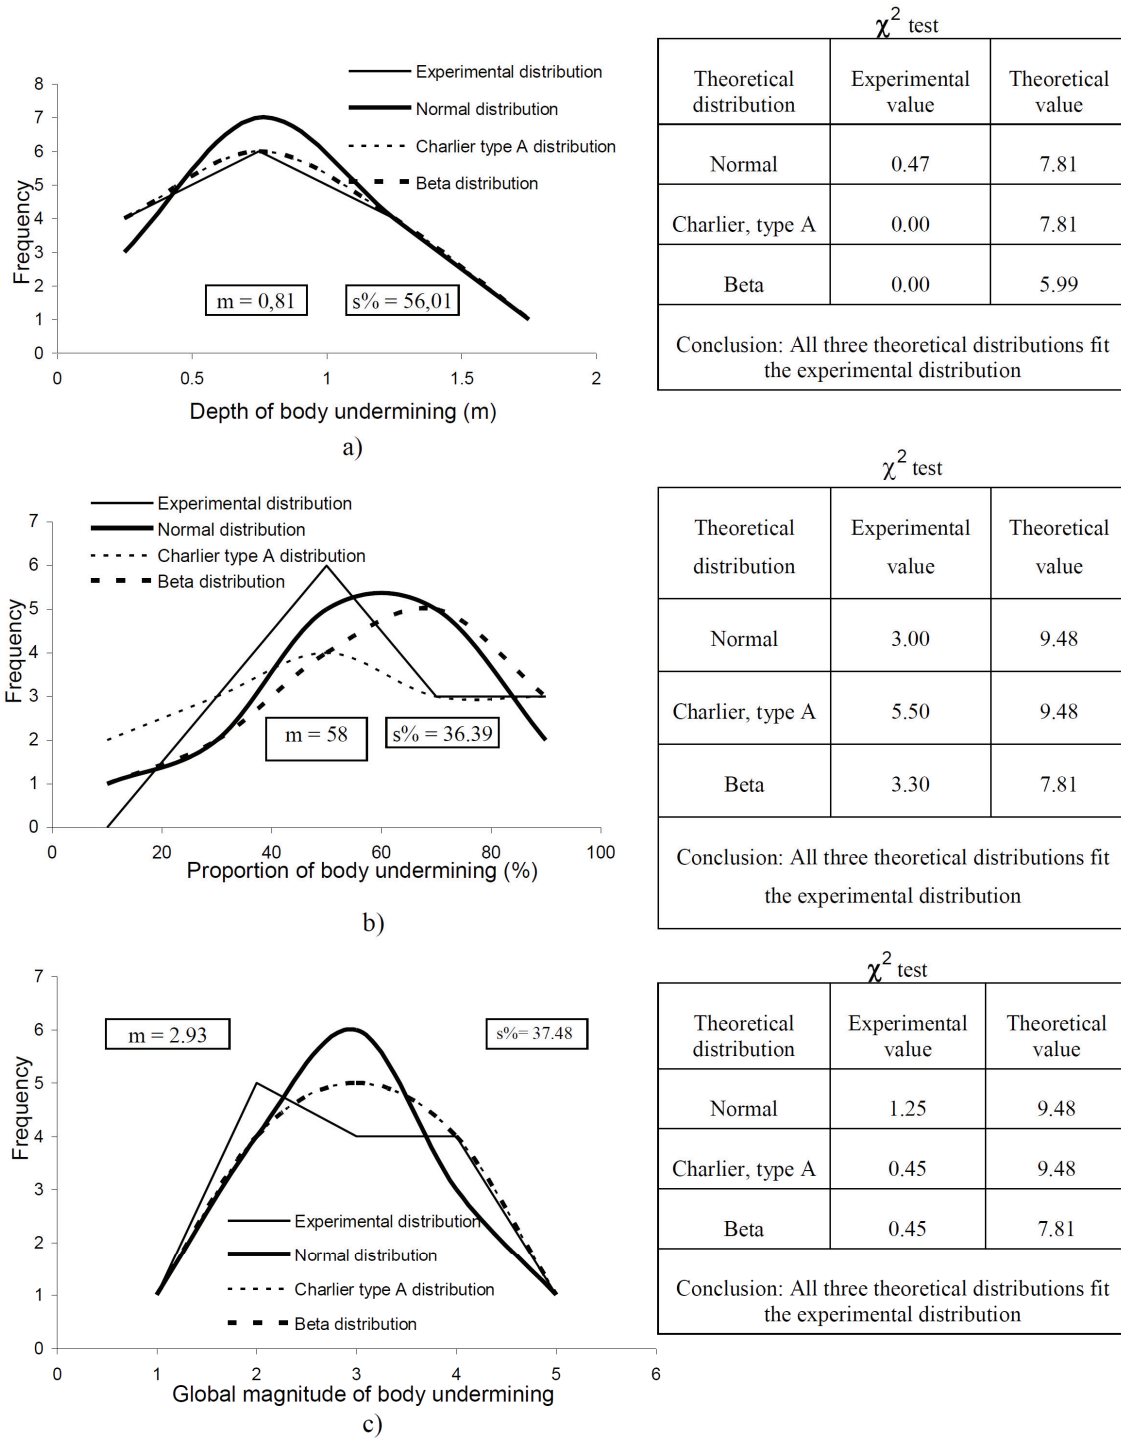 a)
Experimental distribution
Normal distribution
Charlier type A distribution
Beta distribution
8
7
6
5
4
3
2
1
0
Frequency
m = 0,81
s% = 56,01
0 0.5 1 1.5 2
Depth of body undermining (m)
χ² test
Theoretical distribution
Experimental value
Theoretical value
Normal 0.47 7.81
Charlier, type A 0.00 7.81
Beta 0.00 5.99
Conclusion: All three theoretical distributions fit
the experimental distribution
b)
Experimental distribution
Normal distribution
Charlier type A distribution
Beta distribution
7
6
5
4
3
2
1
0
Frequency
m = 58
s% = 36.39
0 20 40 60 80 100
Proportion of body undermining (%)
χ² test
Theoretical distribution
Experimental value
Theoretical value
Normal 3.00 9.48
Charlier, type A 5.50 9.48
Beta 3.30 7.81
Conclusion: All three theoretical distributions fit
the experimental distribution
7
6
5
4
3
2
1
0
Frequency
m = 2.93
s%= 37.48
Experimental distribution
Normal distribution
Charlier type A distribution
Beta distribution
0 1 2 3 4 5 6
Global magnitude of body undermining
c)
χ² test
Theoretical distribution
Experimental value
Theoretical value
Normal 1.25 9.48
Charlier, type A 0.45 9.48
Beta 0.45 7.81
Conclusion: All three theoretical distributions fit
the experimental distribution